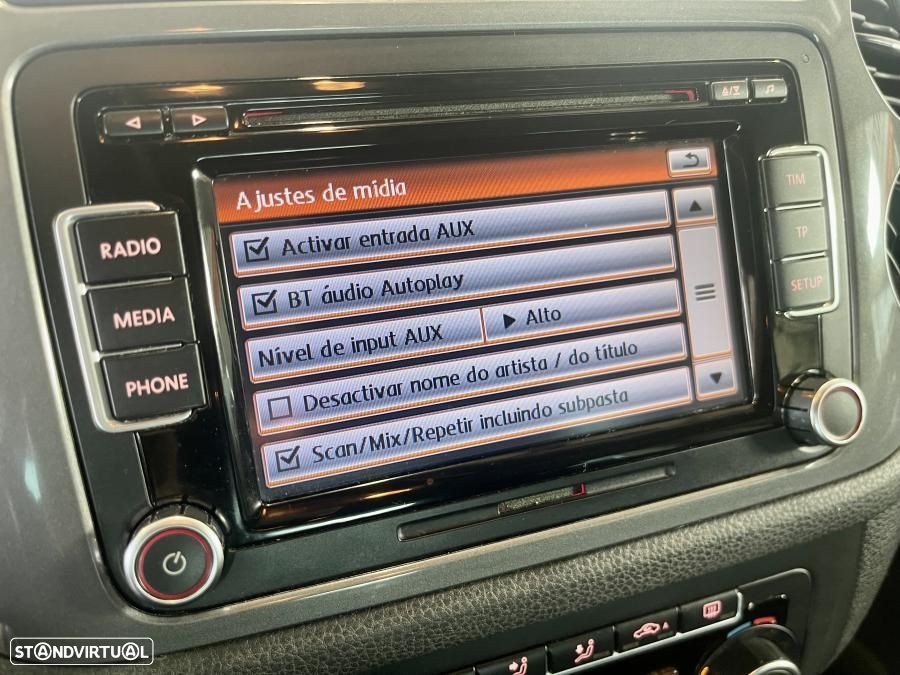 TIM
Ajustes de mídia
Activar entrada AUX
RADIO
TP
BT áudio Autoplay
SETUP
MEDIA
Nível de input AUX ▶ Alto
Desactivar nome do artista / do título
PHONE
Scan/Mix/Repetir incluindo subpasta
STANDVIRTUAL